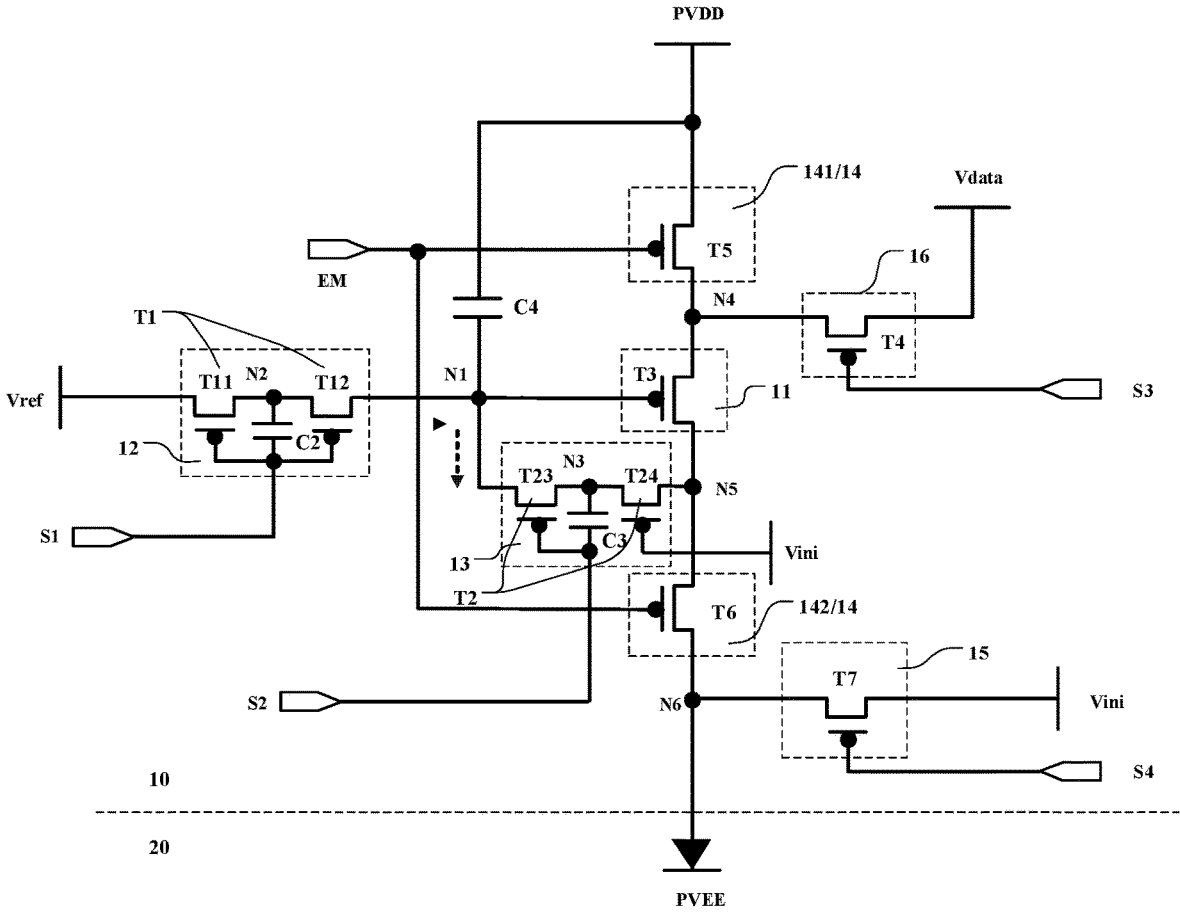 PVDD
141/14
Vdata
T5
16
EM
N4
C4
T1
T4
T11
N2
T12
N1
T3
11
S3
Vref
C2
12
T23
N3
T24
N5
S1
C3
13
Vini
T2
T6
142/14
15
T7
S2
N6
Vini
10
S4
20
PVEE